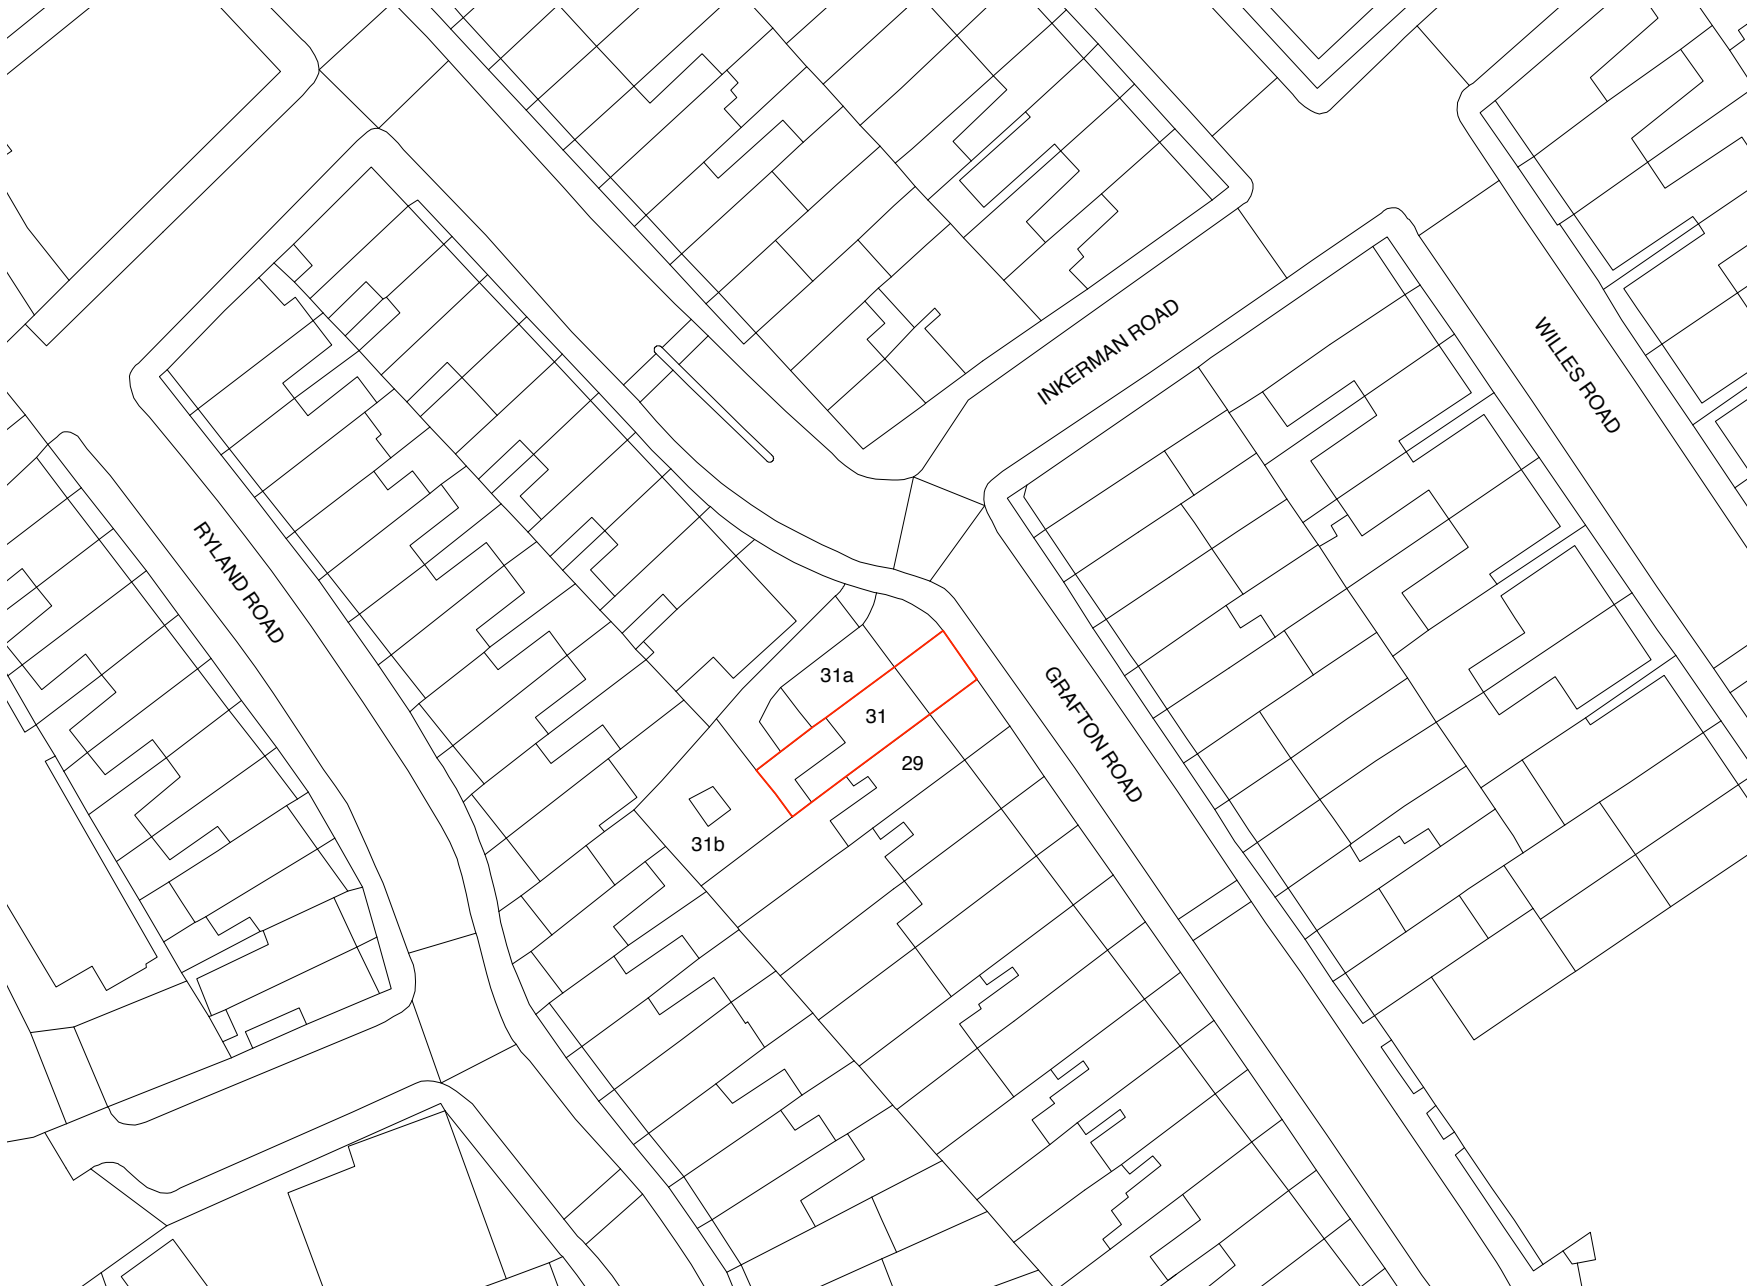 INKERMAN ROAD
WILLES ROAD
RYLAND ROAD
GRAFTON ROAD
31a
31
29
31b